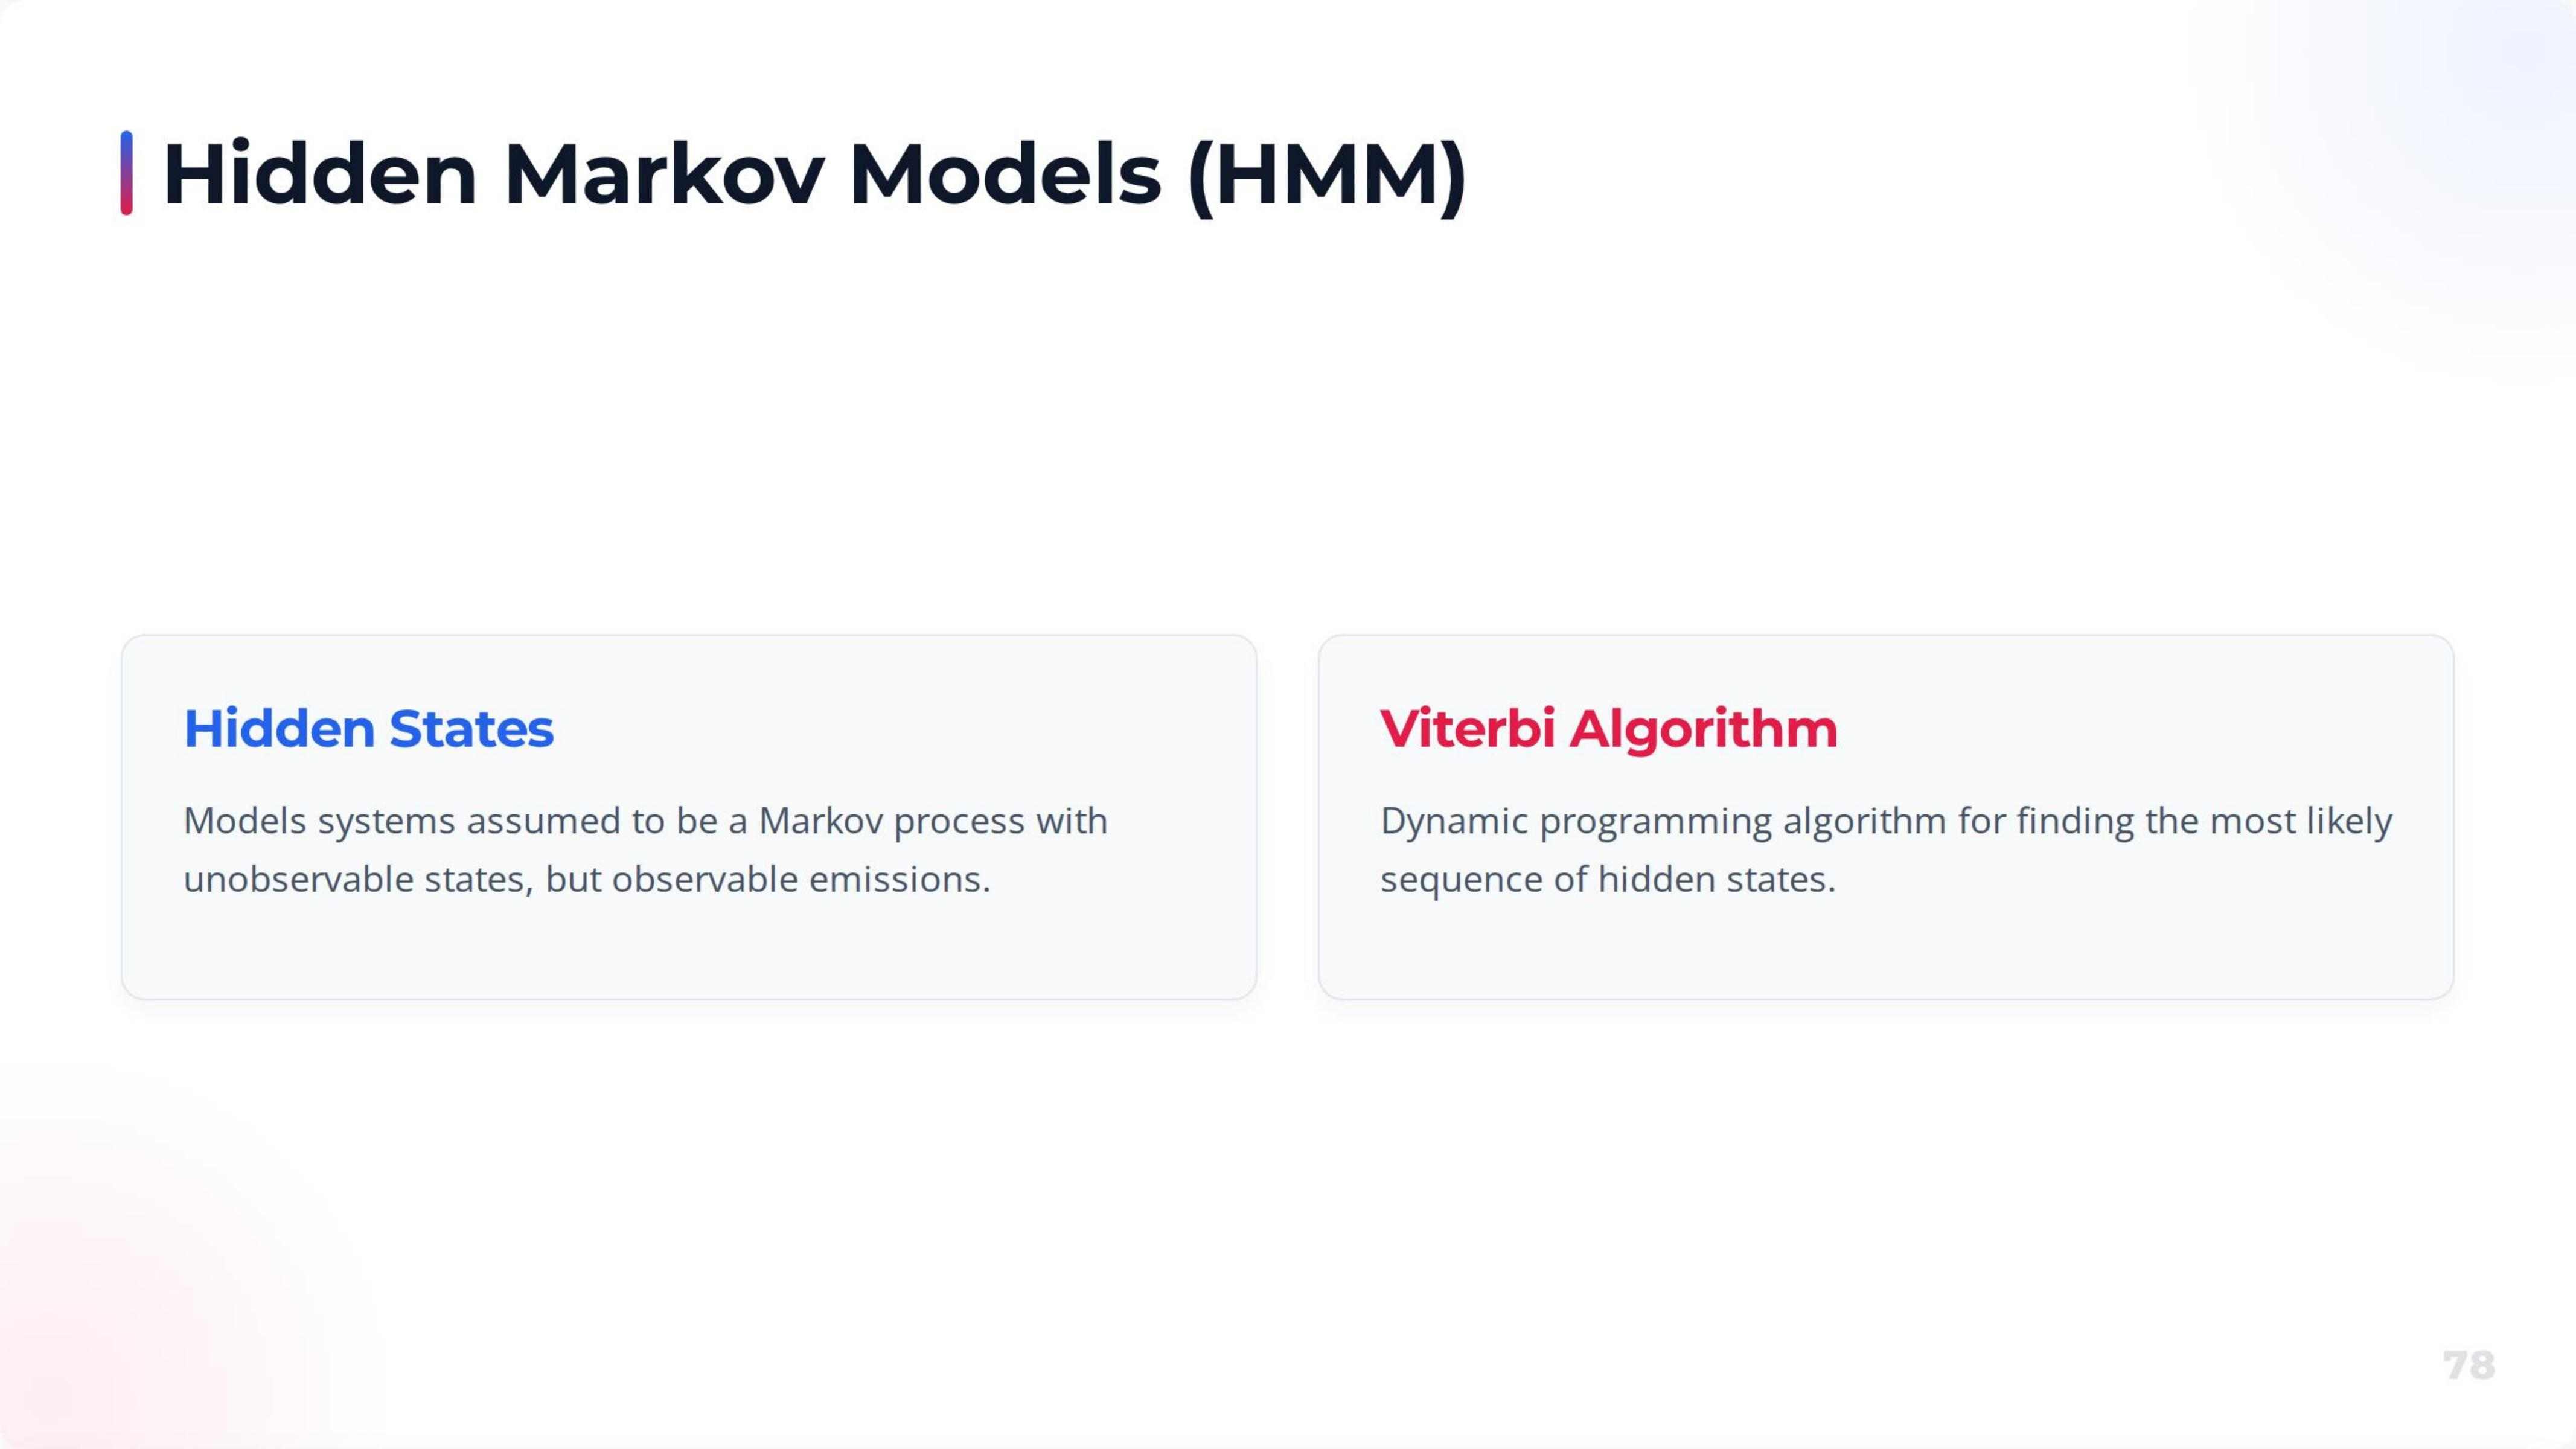 Hidden Markov Models (HMM)
Hidden States
Models systems assumed to be a Markov process with
unobservable states, but observable emissions.
Viterbi Algorithm
Dynamic programming algorithm for finding the most likely
sequence of hidden states.
78